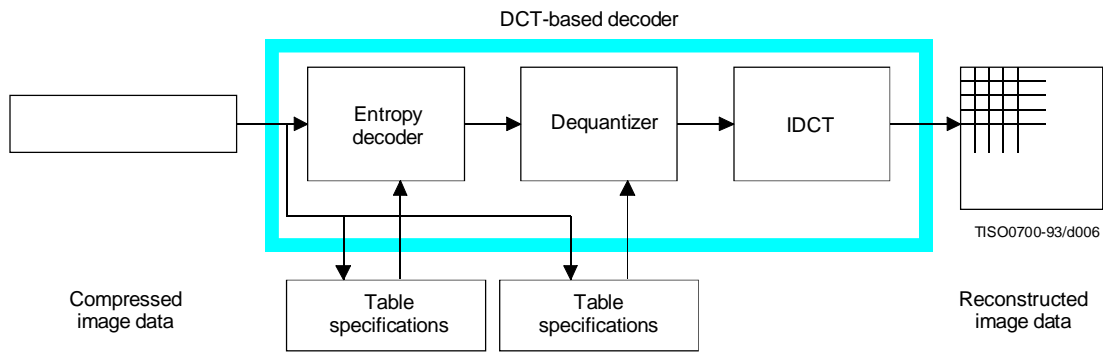 DCT-based decoder
Entropy
decoder
Dequantizer
IDCT
TISO0700-93/d006
Compressed
image data
Table
specifications
Table
specifications
Reconstructed
image data